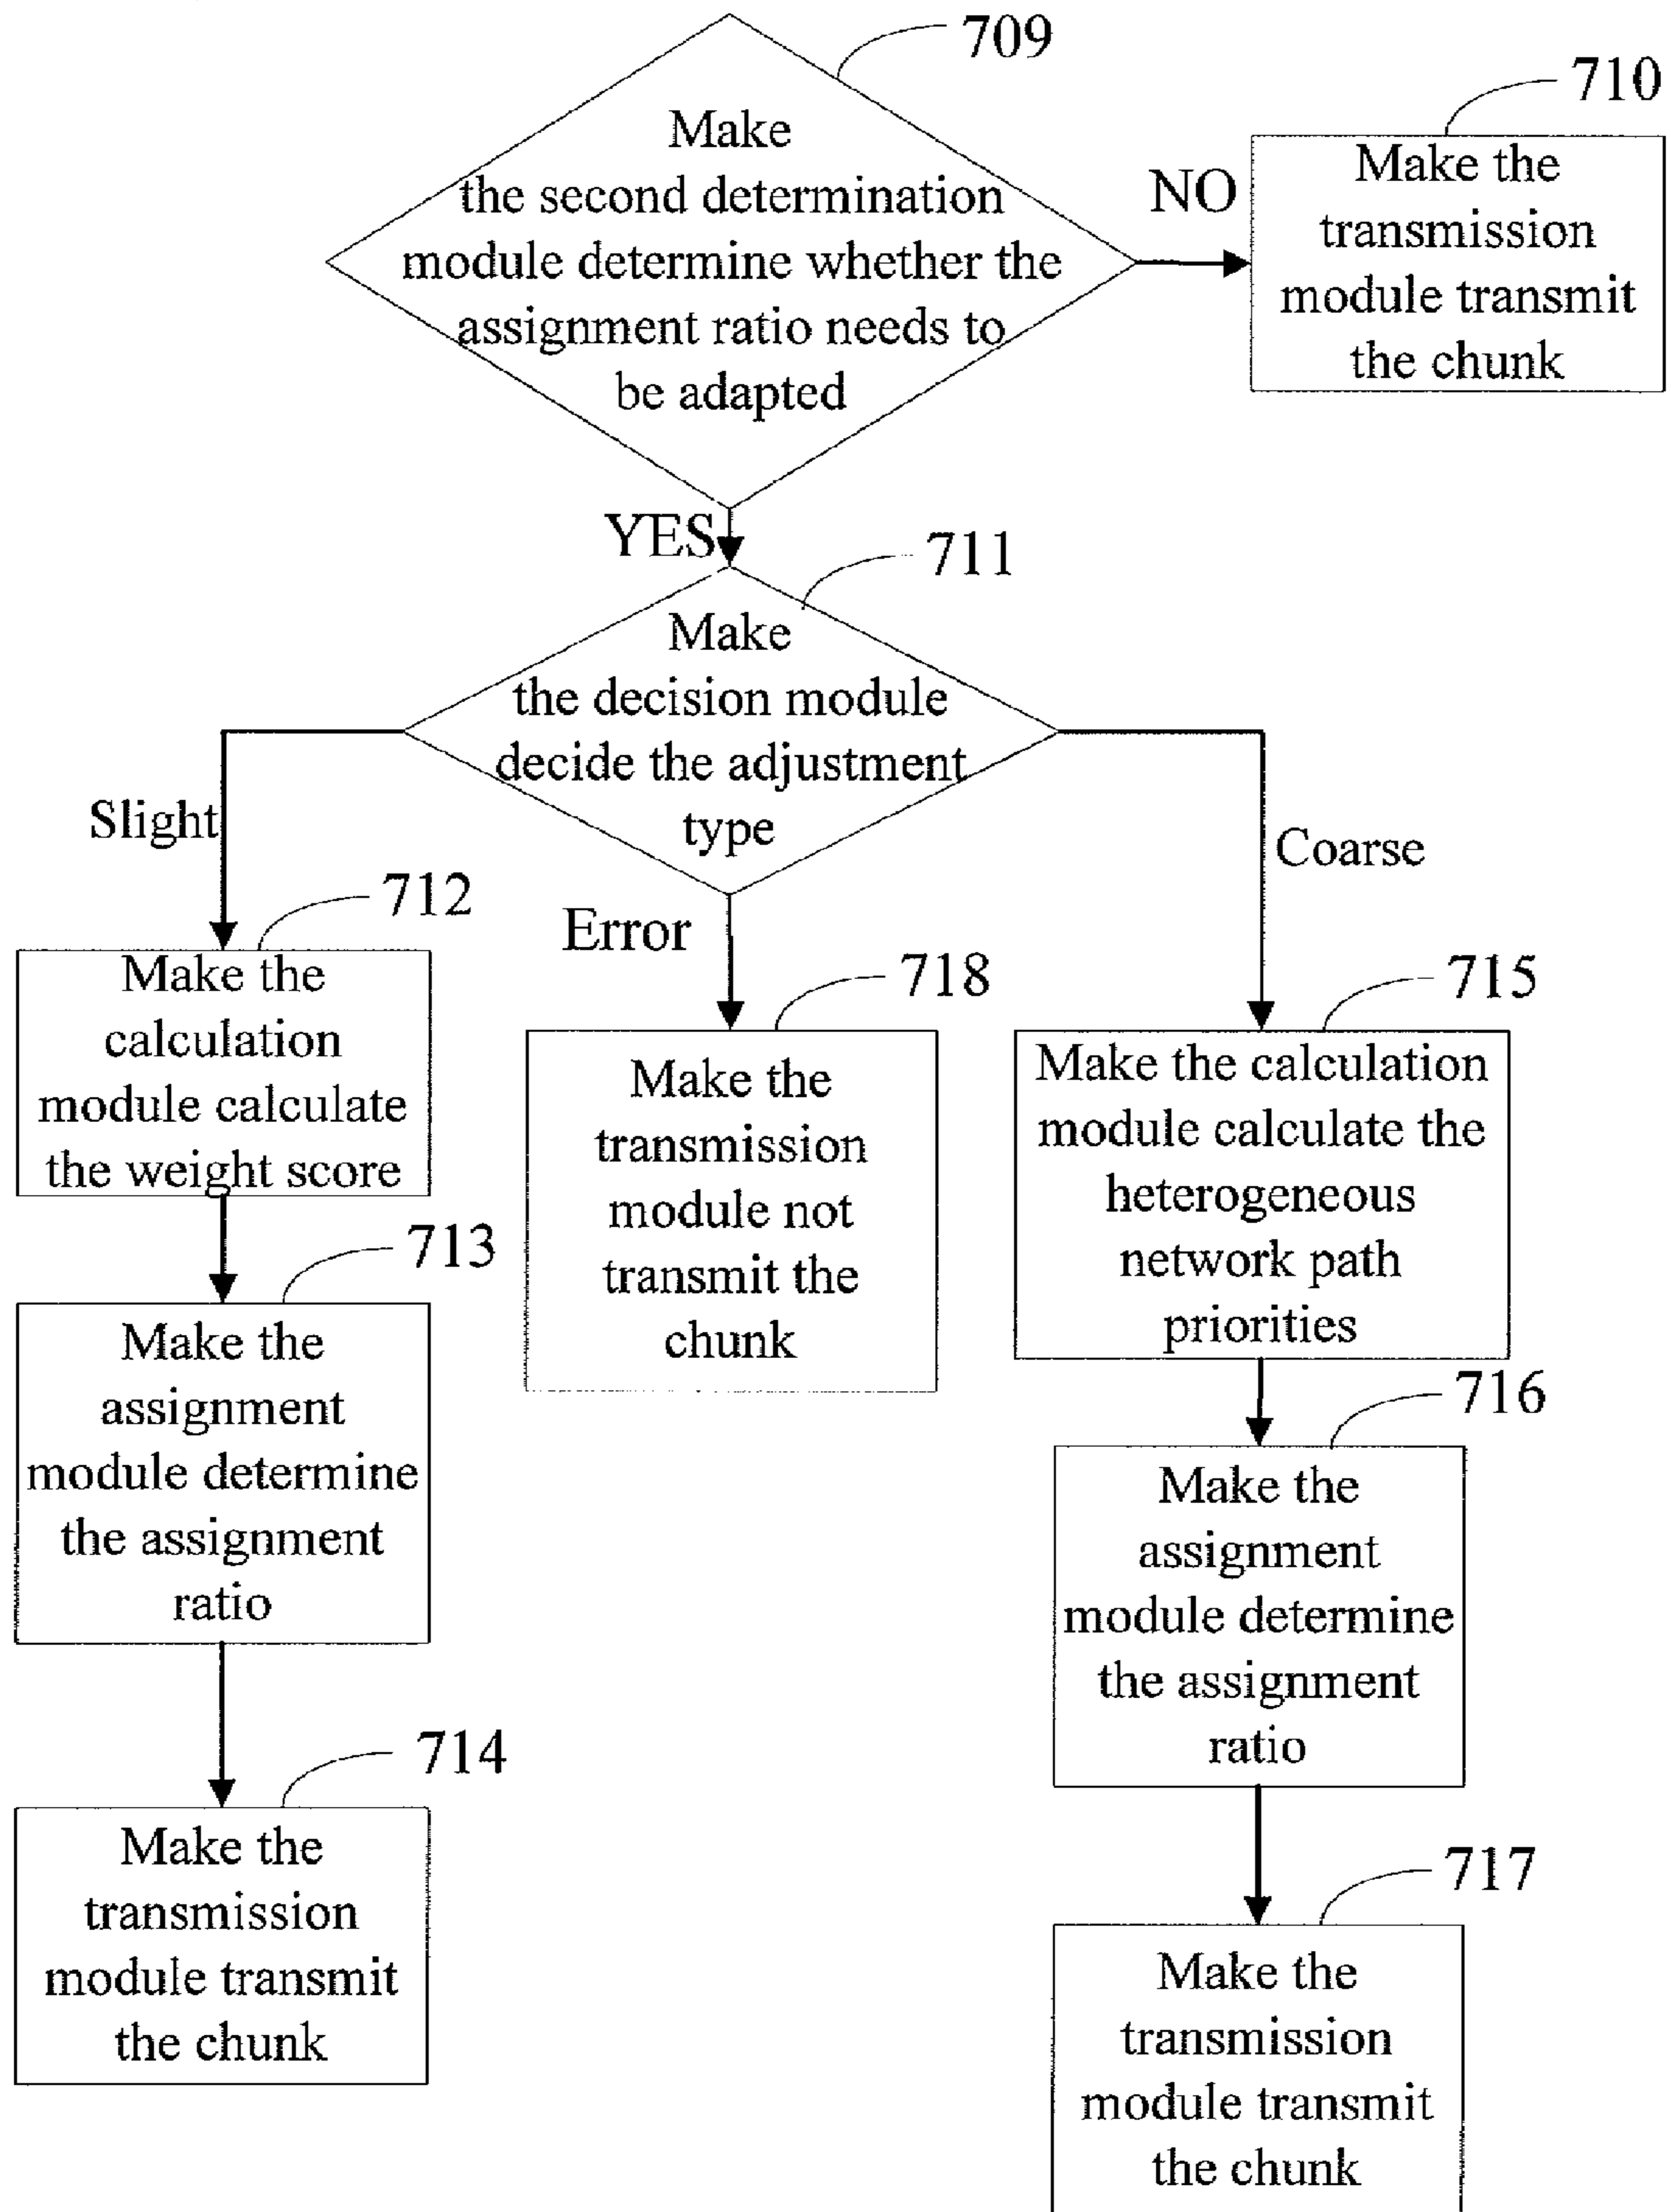 709
Make
the second determination
module determine whether the
assignment ratio needs to
be adapted
NO
710
Make the
transmission
module transmit
the chunk
YES
711
Make
the decision module
decide the adjustment
type
Slight
Error
Coarse
712
Make the
calculation
module calculate
the weight score
718
Make the
transmission
module not
transmit the
chunk
715
Make the calculation
module calculate the
heterogeneous
network path
priorities
713
Make the
assignment
module determine
the assignment
ratio
716
Make the
assignment
module determine
the assignment
ratio
714
Make the
transmission
module transmit
the chunk
717
Make the
transmission
module transmit
the chunk